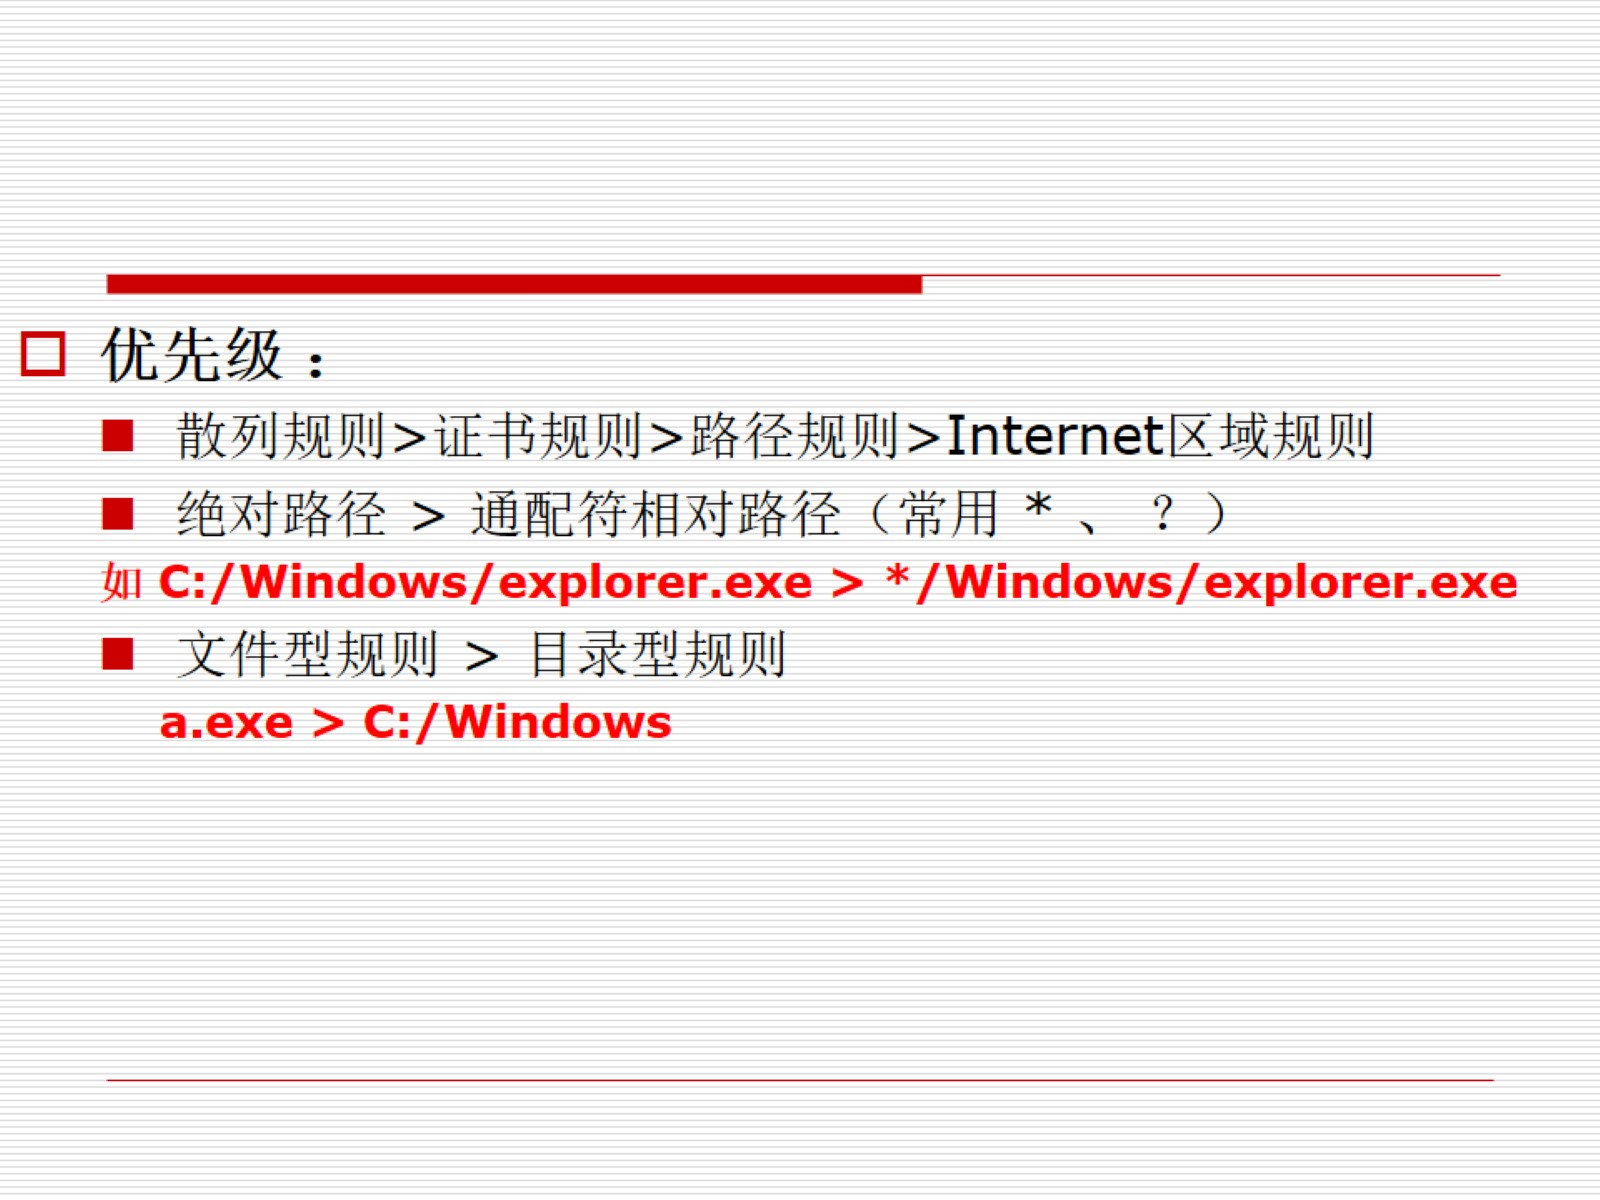 优先级：
散列规则>证书规则>路径规则>Internet区域规则
绝对路径 > 通配符相对路径（常用 * 、 ？）
如 C:/Windows/explorer.exe > */Windows/explorer.exe
文件型规则 > 目录型规则
a.exe > C:/Windows